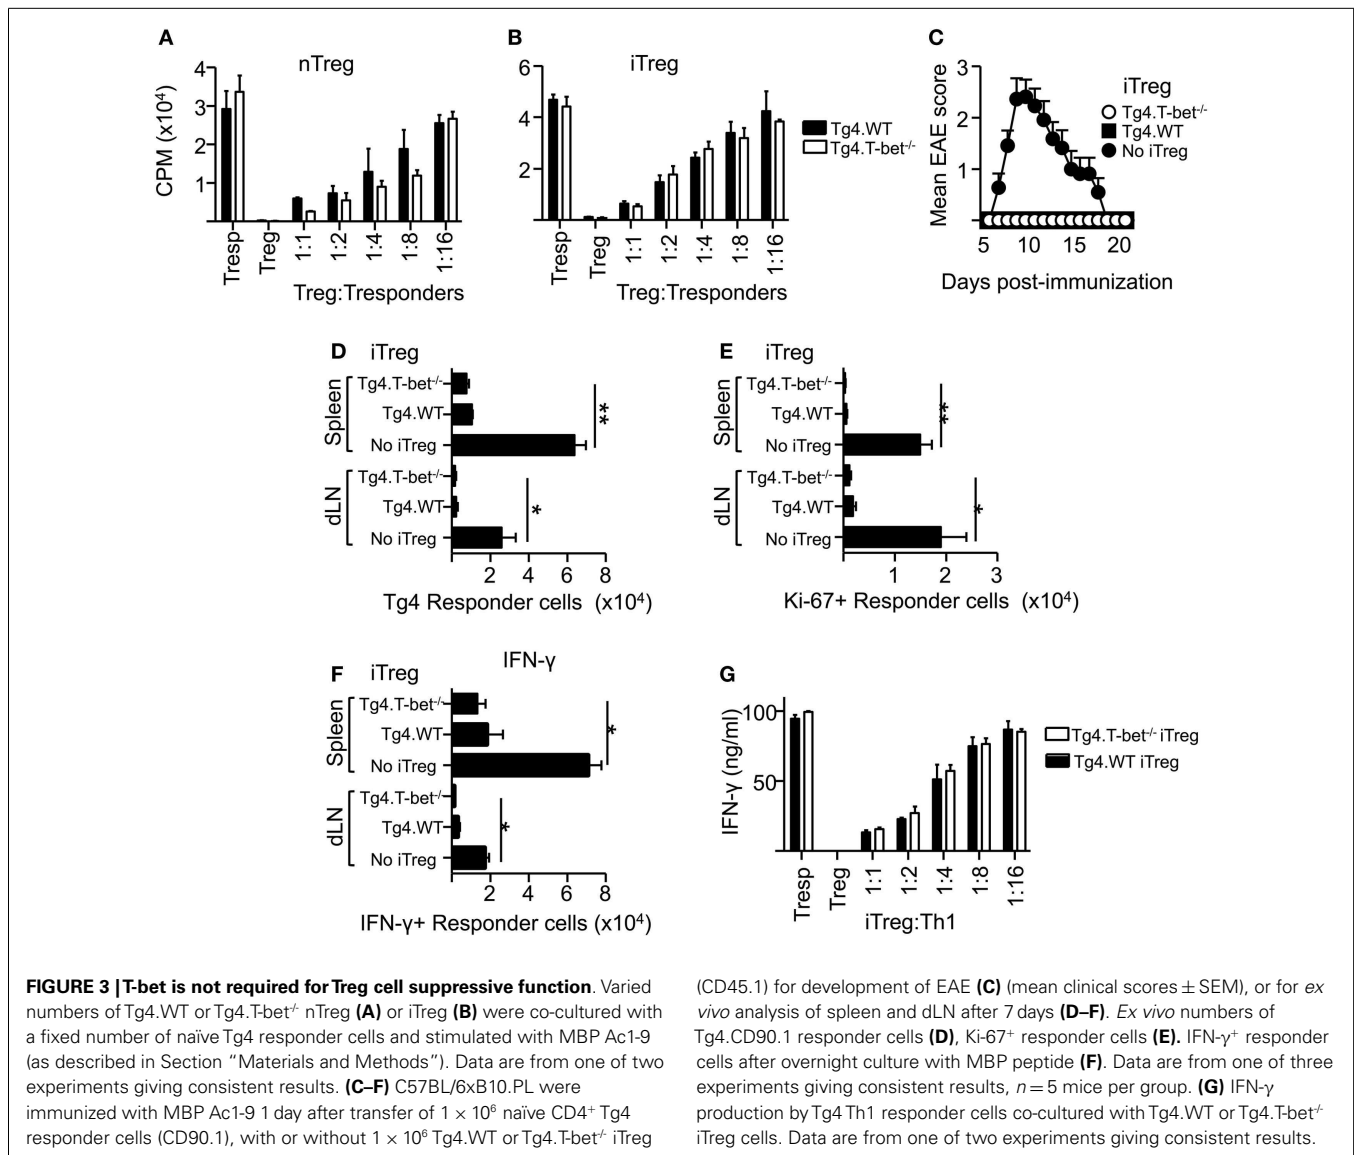 A
nTreg
CPM (x10⁴)
4
3
2
1
Tresp
Treg
1:1
1:2
1:4
1:8
1:16
Treg:Tresponders
B
iTreg
6
4
2
Tresp
Treg
1:1
1:2
1:4
1:8
1:16
Treg:Tresponders
Tg4.WT
Tg4.T-bet⁻/⁻
C
Mean EAE score
3
2
1
5 10 15 20
Days post-immunization
iTreg
Tg4.T-bet⁻/⁻
Tg4.WT
No iTreg
D iTreg
Spleen
Tg4.T-bet⁻/⁻
Tg4.WT
No iTreg
**
dLN
Tg4.T-bet⁻/⁻
Tg4.WT
No iTreg
*
2 4 6 8
Tg4 Responder cells (x10⁴)
E iTreg
Spleen
Tg4.T-bet⁻/⁻
Tg4.WT
No iTreg
**
dLN
Tg4.T-bet⁻/⁻
Tg4.WT
No iTreg
*
1 2 3
Ki-67+ Responder cells (x10⁴)
F iTreg
IFN-γ
Spleen
Tg4.T-bet⁻/⁻
Tg4.WT
No iTreg
*
dLN
Tg4.T-bet⁻/⁻
Tg4.WT
No iTreg
*
2 4 6 8
IFN-γ+ Responder cells (x10⁴)
G
IFN-γ (ng/ml)
100
50
Tresp
Treg
1:1
1:2
1:4
1:8
1:16
iTreg:Th1
Tg4.T-bet⁻/⁻ iTreg
Tg4.WT iTreg
FIGURE 3 | T-bet is not required for Treg cell suppressive function. Varied
numbers of Tg4.WT or Tg4.T-bet⁻/⁻ nTreg (A) or iTreg (B) were co-cultured with
a fixed number of naïve Tg4 responder cells and stimulated with MBP Ac1-9
(as described in Section “Materials and Methods”). Data are from one of two
experiments giving consistent results. (C–F) C57BL/6xB10.PL were
immunized with MBP Ac1-9 1 day after transfer of 1 × 10⁶ naïve CD4⁺ Tg4
responder cells (CD90.1), with or without 1 × 10⁶ Tg4.WT or Tg4.T-bet⁻/⁻ iTreg
(CD45.1) for development of EAE (C) (mean clinical scores ± SEM), or for ex
vivo analysis of spleen and dLN after 7 days (D–F). Ex vivo numbers of
Tg4.CD90.1 responder cells (D), Ki-67⁺ responder cells (E). IFN-γ⁺ responder
cells after overnight culture with MBP peptide (F). Data are from one of three
experiments giving consistent results, n = 5 mice per group. (G) IFN-γ
production by Tg4 Th1 responder cells co-cultured with Tg4.WT or Tg4.T-bet⁻/⁻
iTreg cells. Data are from one of two experiments giving consistent results.